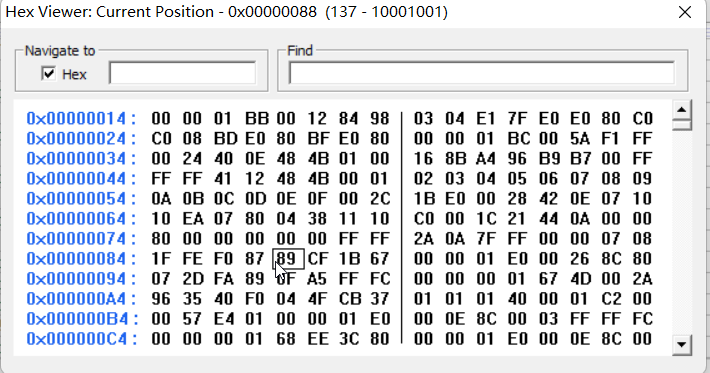 Hex Viewer: Current Position - 0x00000088 (137 - 10001001)
Navigate to
Find
Hex
0x00000014: 00 00 01 BB 00 12 84 98 03 04 E1 7F E0 E0 80 C0
0x00000024: C0 08 BD E0 80 BF E0 80 00 00 01 BC 00 5A F1 FF
0x00000034: 00 24 40 0E 48 4B 01 00 16 8B A4 96 B9 B7 00 FF
0x00000044: FF FF 41 12 48 4B 00 01 02 03 04 05 06 07 08 09
0x00000054: 0A 0B 0C 0D 0E 0F 00 2C 1B E0 00 28 42 0E 07 10
0x00000064: 10 EA 07 80 04 38 11 10 C0 00 1C 21 44 0A 00 00
0x00000074: 80 00 00 00 00 00 FF FF 2A 0A 7F FF 00 00 07 08
0x00000084: 1F FE F0 87 89 CF 1B 67 00 00 01 E0 00 26 8C 80
0x00000094: 07 2D FA 89 0F A5 FF FC 00 00 00 01 67 4D 00 2A
0x000000A4: 96 35 40 F0 04 4F CB 37 01 01 01 40 00 01 C2 00
0x000000B4: 00 57 E4 01 00 00 01 E0 00 0E 8C 00 03 FF FF FC
0x000000C4: 00 00 00 01 68 EE 3C 80 00 00 01 E0 00 0E 8C 00